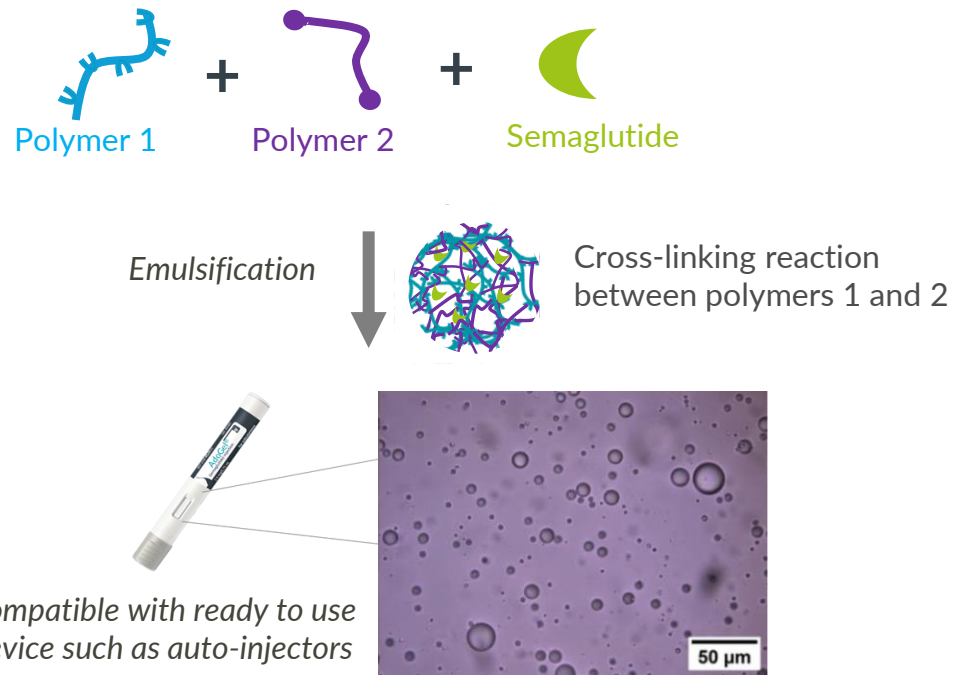 +
+
Polymer 1
Polymer 2
Semaglutide
Emulsification
Cross-linking reaction
between polymers 1 and 2
AdoGel®
ompatible with ready to use
evice such as auto-injectors
50 µm